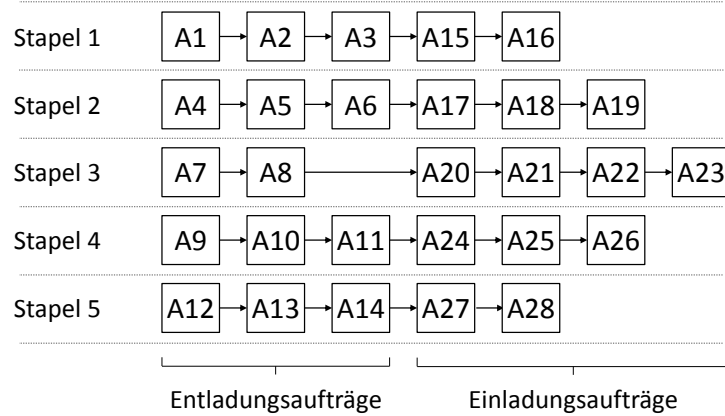 Stapel 1 A1 A2 A3 A15 A16
Stapel 2 A4 A5 A6 A17 A18 A19
Stapel 3 A7 A8 A20 A21 A22 A23
Stapel 4 A9 A10 A11 A24 A25 A26
Stapel 5 A12 A13 A14 A27 A28
Entladungsaufträge Einladungsaufträge